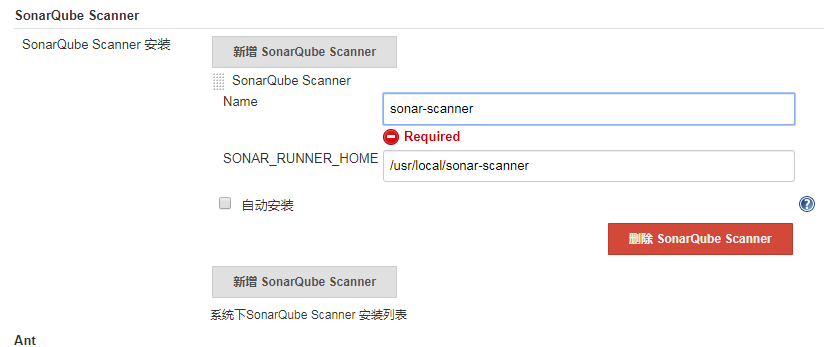 SonarQube Scanner
SonarQube Scanner 安装
新增 SonarQube Scanner
SonarQube Scanner
Name
sonar-scanner
Required
SONAR_RUNNER_HOME
/usr/local/sonar-scanner
自动安装
?
删除 SonarQube Scanner
新增 SonarQube Scanner
系统下SonarQube Scanner 安装列表
Ant